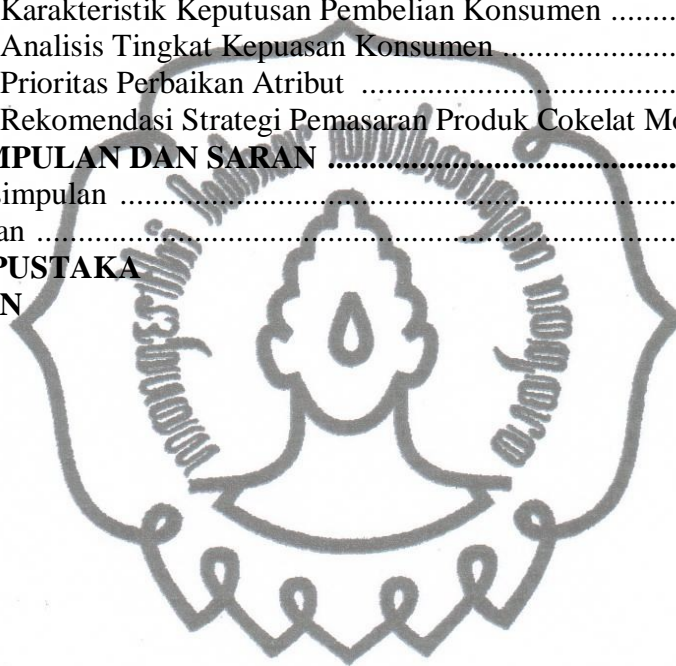 Karakteristik Keputusan Pembelian Konsumen ........
Analisis Tingkat Kepuasan Konsumen ........................
Prioritas Perbaikan Atribut ..........................................
Rekomendasi Strategi Pemasaran Produk Cokelat Mo
MPULAN DAN SARAN ................................................
simpulan ........................................................................
an ....................................................................................
PUSTAKA
N